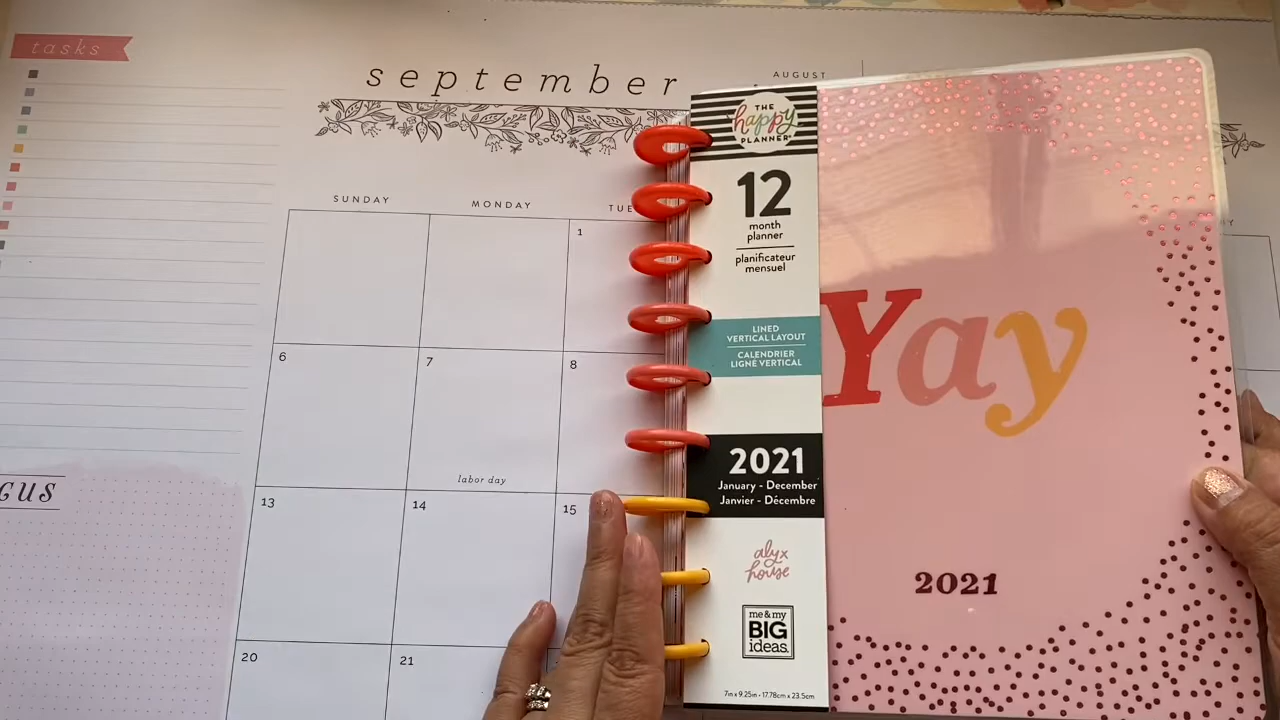 tasks
september
AUGUST
SUNDAY
MONDAY
TUE
1
6
7
8
labor day
13
14
15
20
21
CUS
THE
happy
PLANNER
12
month
planner
planificateur
mensuel
LINED
VERTICAL LAYOUT
CALENDRIER
LIGNÉ VERTICAL
2021
January - December
Janvier - Décembre
alyx
house
me & my
BIG
ideas.
7in x 9.25in • 17.78cm x 23.5cm
Yay
2021